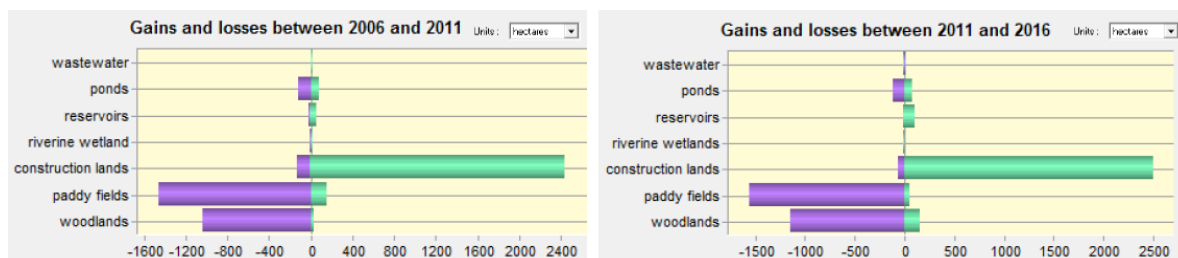 Gains and losses between 2006 and 2011 Units : hectares
wastewater
ponds
reservoirs
riverine wetland
construction lands
paddy fields
woodlands
-1600 -1200 -800 -400 0 400 800 1200 1600 2000 2400
Gains and losses between 2011 and 2016 Units : hectares
wastewater
ponds
reservoirs
riverine wetlands
construction lands
paddy fields
woodlands
-1500 -1000 -500 0 500 1000 1500 2000 2500